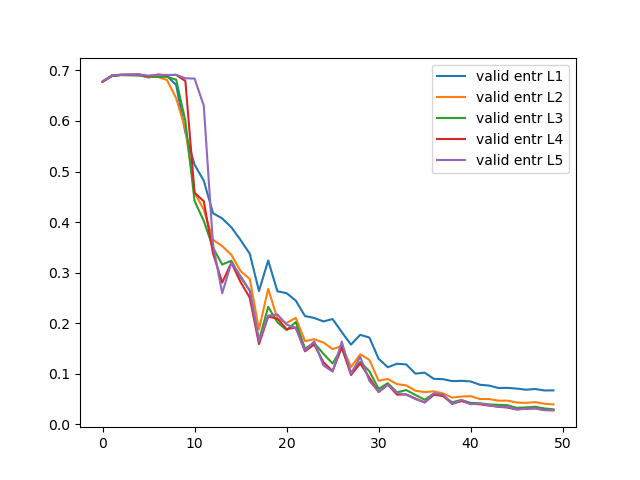 0.7
0.6
0.5
0.4
0.3
0.2
0.1
0.0
0 10 20 30 40 50
valid entr L1
valid entr L2
valid entr L3
valid entr L4
valid entr L5